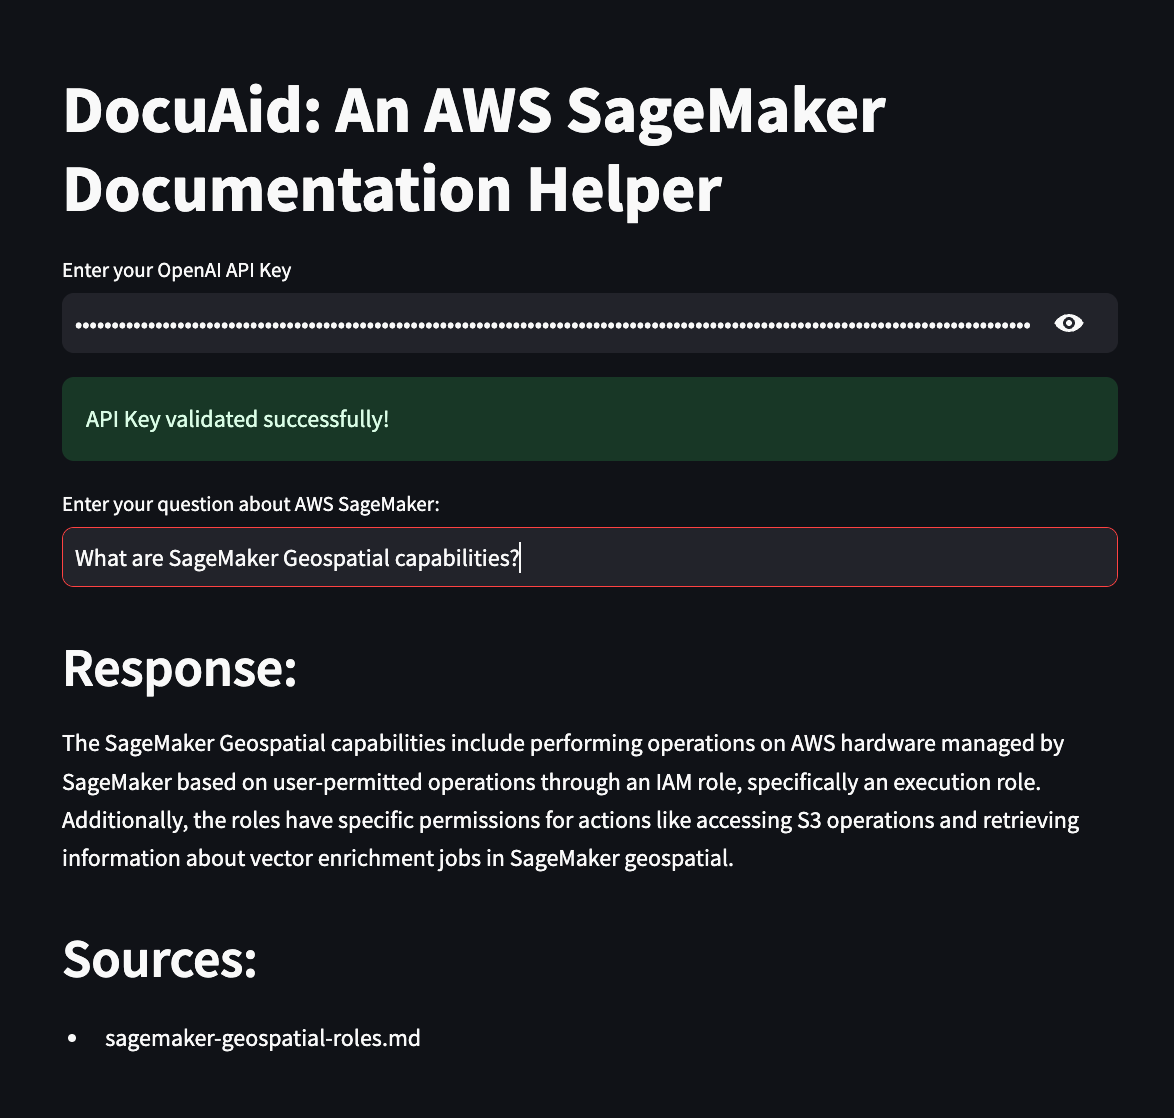 DocuAid: An AWS SageMaker
Documentation Helper
Enter your OpenAI API Key
API Key validated successfully!
Enter your question about AWS SageMaker:
What are SageMaker Geospatial capabilities?
Response:
The SageMaker Geospatial capabilities include performing operations on AWS hardware managed by
SageMaker based on user-permitted operations through an IAM role, specifically an execution role.
Additionally, the roles have specific permissions for actions like accessing S3 operations and retrieving
information about vector enrichment jobs in SageMaker geospatial.
Sources:
• sagemaker-geospatial-roles.md